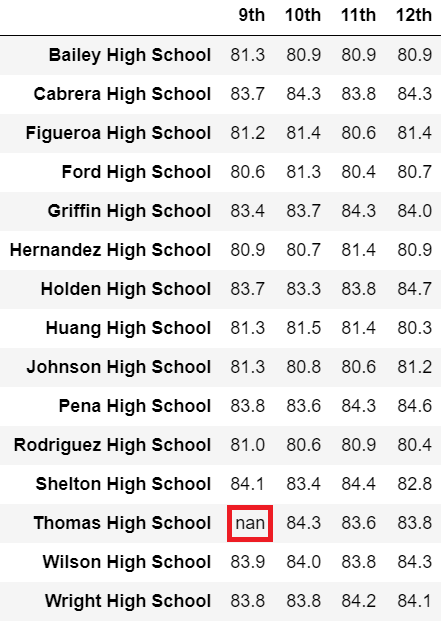 9th 10th 11th 12th
Bailey High School 81.3 80.9 80.9 80.9
Cabrera High School 83.7 84.3 83.8 84.3
Figueroa High School 81.2 81.4 80.6 81.4
Ford High School 80.6 81.3 80.4 80.7
Griffin High School 83.4 83.7 84.3 84.0
Hernandez High School 80.9 80.7 81.4 80.9
Holden High School 83.7 83.3 83.8 84.7
Huang High School 81.3 81.5 81.4 80.3
Johnson High School 81.3 80.8 80.6 81.2
Pena High School 83.8 83.6 84.3 84.6
Rodriguez High School 81.0 80.6 80.9 80.4
Shelton High School 84.1 83.4 84.4 82.8
Thomas High School nan 84.3 83.6 83.8
Wilson High School 83.9 84.0 83.8 84.3
Wright High School 83.8 83.8 84.2 84.1